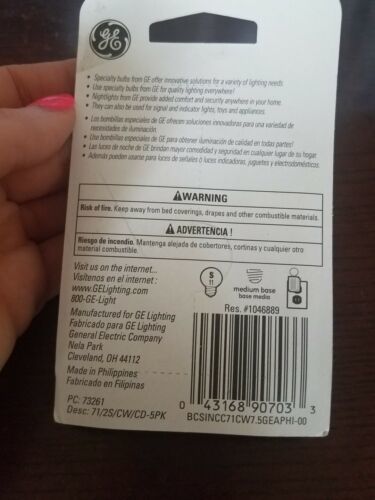 GE
• Specialty bulbs from GE offer innovative solutions for a variety of lighting needs.
• Use specialty bulbs from GE for quality lighting everywhere!
• Nightlights from GE provide added comfort and security anywhere in your home.
• They can also be used for signal and indicator lights, toys and appliances.
• Las bombillas especiales de GE ofrecen soluciones innovadoras para una variedad de
necesidades de iluminación.
• Use bombillas especiales de GE para obtener iluminación de calidad en todas partes!
• Las luces de noche de GE brindan mayor comodidad y seguridad en cualquier lugar de su hogar
• Además pueden usarse para luces de señales o luces indicadoras, juguetes y electrodomésticos.
WARNING
Risk of fire. Keep away from bed coverings, drapes and other combustible materials.
ADVERTENCIA !
Riesgo de incendio. Mantenga alejada de cobertores, cortinas y cualquier otro
material combustible.
Visit us on the internet...
Visítenos en el internet...
www.GELighting.com
800-GE-Light
S
11
medium base
base media
Res. #1046889
Manufactured for GE Lighting
Fabricado para GE Lighting
General Electric Company
Nela Park
Cleveland, OH 44112
Made in Philippines
Fabricado en Filipinas
PC: 73261
Desc: 71/2S/CW/CD-5PK
0 43168 90703 3
BCSINCC71CW7.5GEAPHI-00